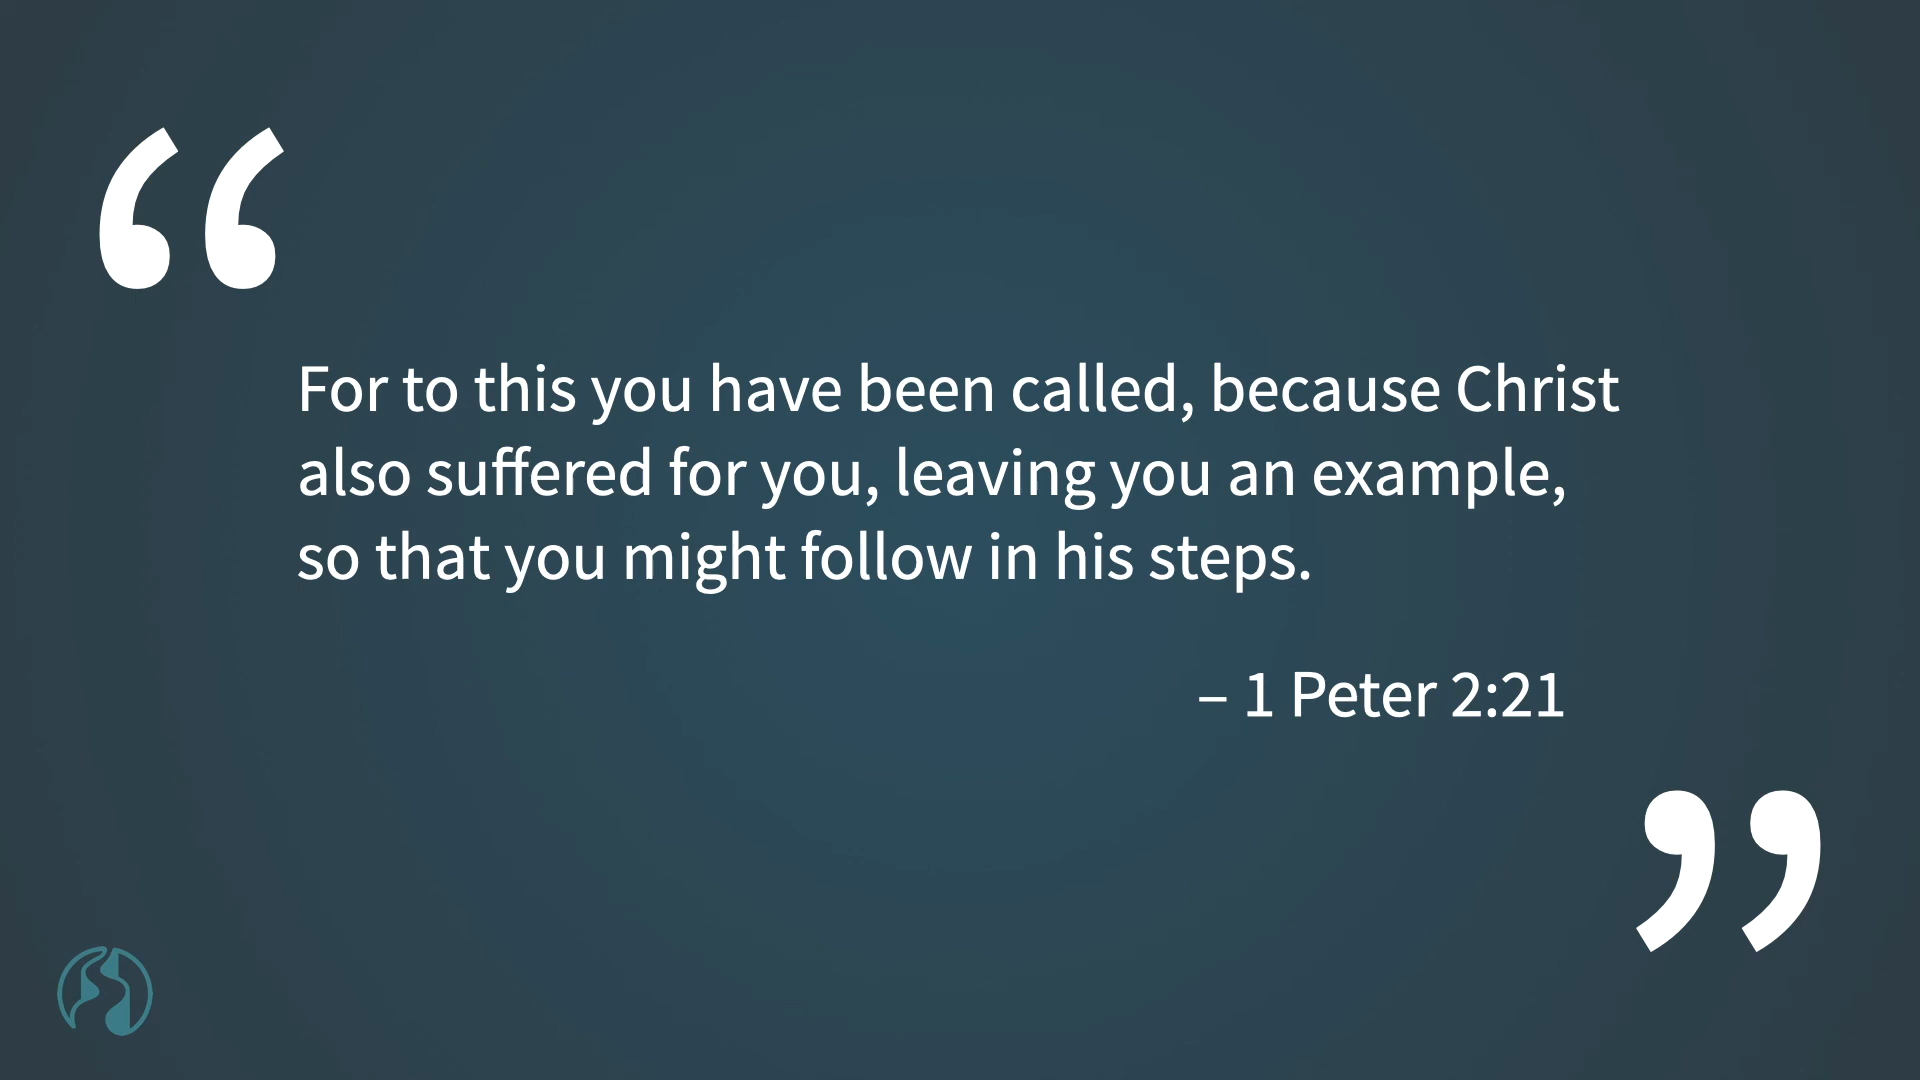 “
For to this you have been called, because Christ
also suffered for you, leaving you an example,
so that you might follow in his steps.
– 1 Peter 2:21
”